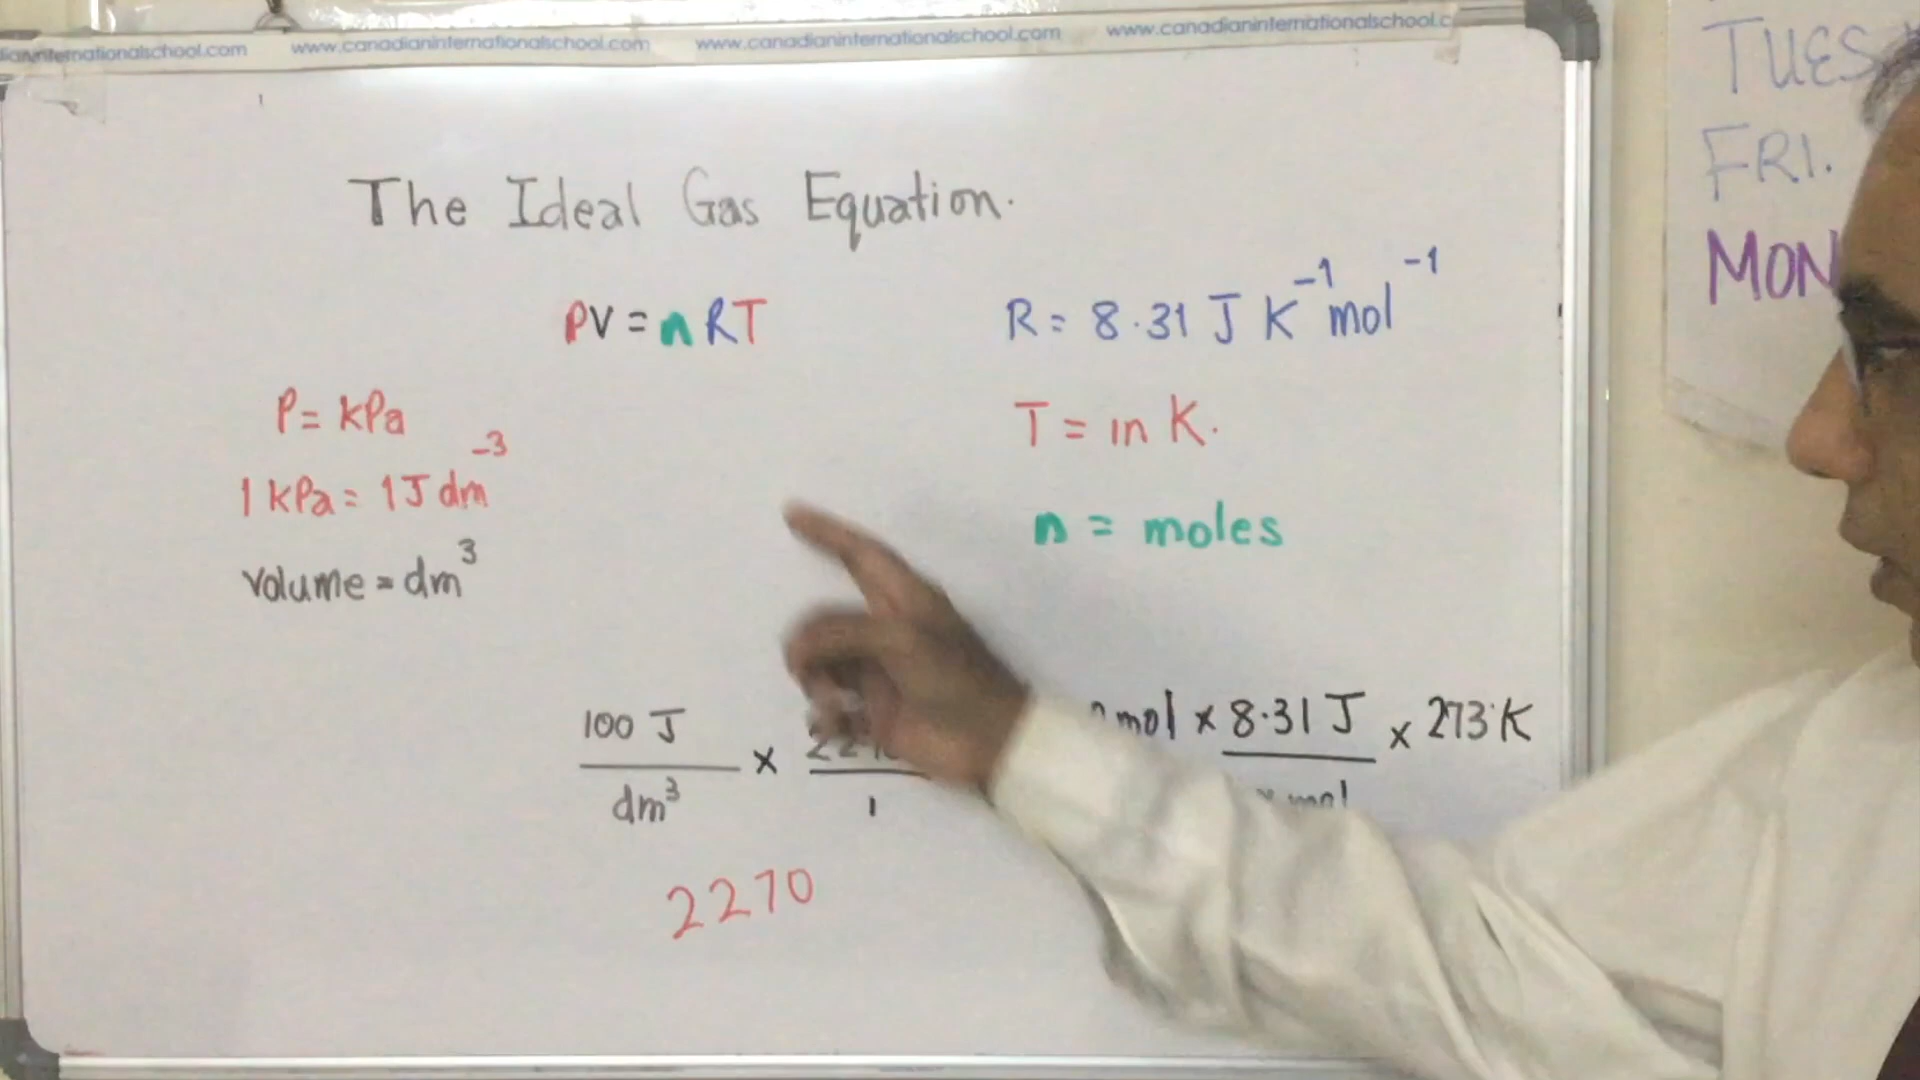 www.canadianinternationalschool.com www.canadianinternationalschool.com www.canadianinternationalschool.c
The Ideal Gas Equation.
PV = nRT
R = 8.31 J K⁻¹ mol⁻¹
P = kPa
T = in K.
1 kPa = 1 J dm⁻³
n = moles
volume = dm³
100 J / dm³ × / 1
mol × 8.31 J / mol × 273 K
2270
TUES
FRI.
MON